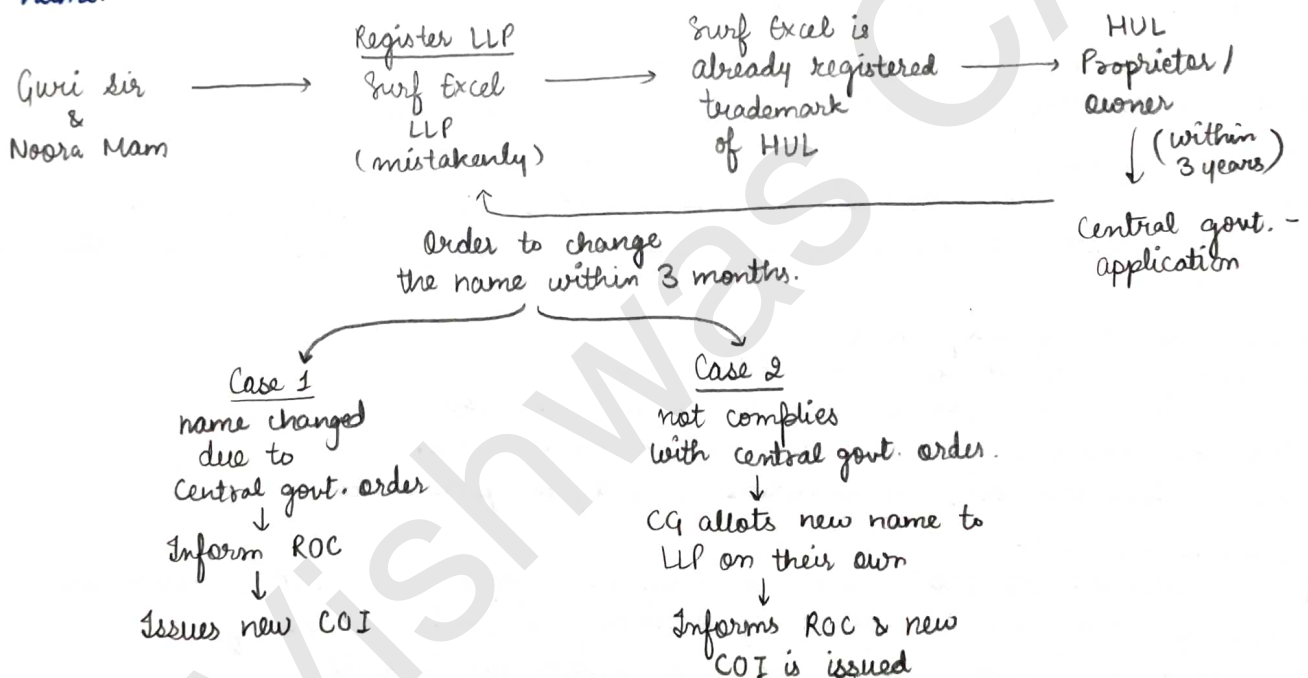 name.
Guri Sir
&
Noora Mam
Register LLP
Surf Excel
LLP
(mistakenly)
Surf Excel is
already registered
trademark
of HUL
HUL
Proprietor /
owner
(within
3 years)
Central govt. -
application
Order to change
the name within 3 months.
Case 1
name changed
due to
Central govt. order
Inform ROC
Issues new COI
Case 2
not complies
with central govt. order.
CG allots new name to
LLP on their own
Informs ROC & new
COI is issued
Vishwas CA